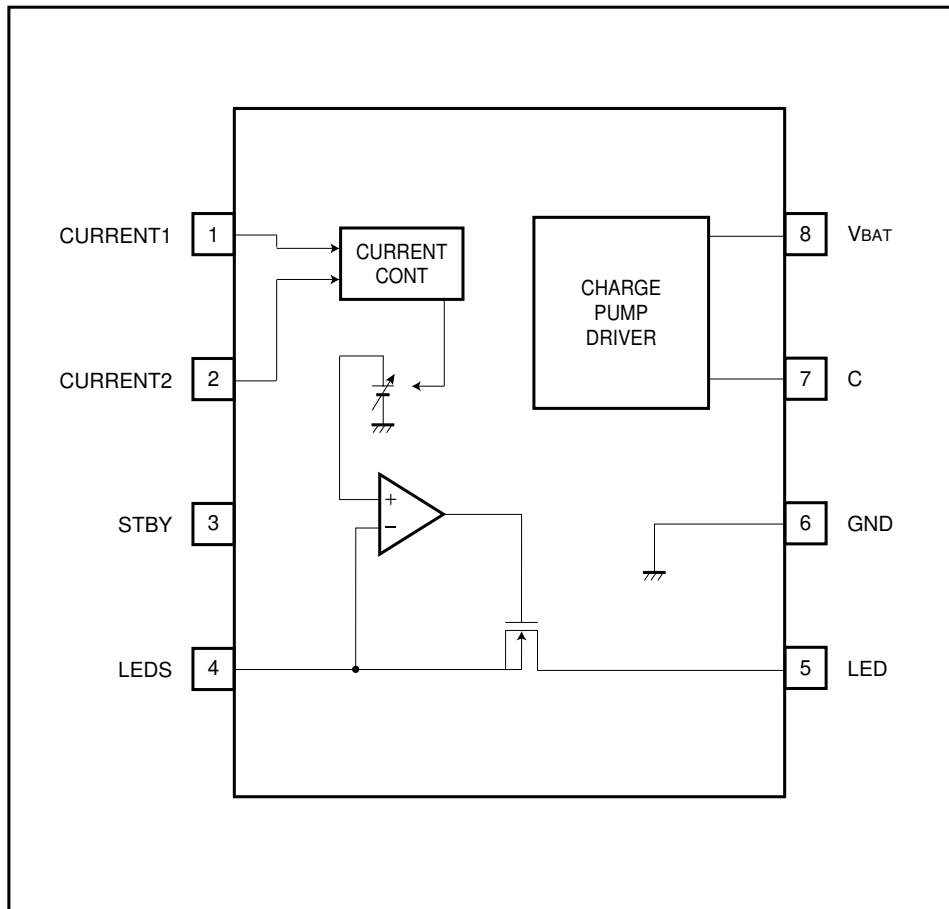 CURRENT1 1
CURRENT CONT
8 VBAT
CHARGE PUMP DRIVER
CURRENT2 2
7 C
+
−
STBY 3
6 GND
LEDS 4
5 LED